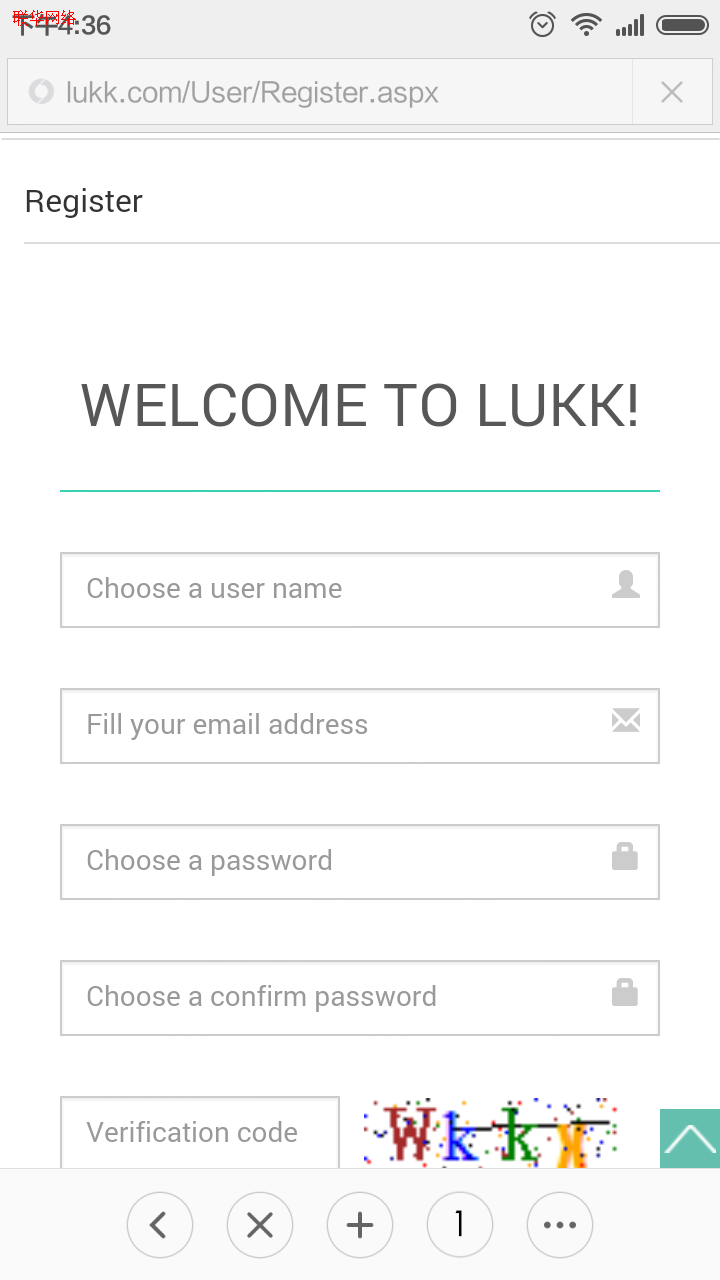 联华网络
下午4:36
lukk.com/User/Register.aspx
Register
WELCOME TO LUKK!
Choose a user name
Fill your email address
Choose a password
Choose a confirm password
Verification code
W k k X
1